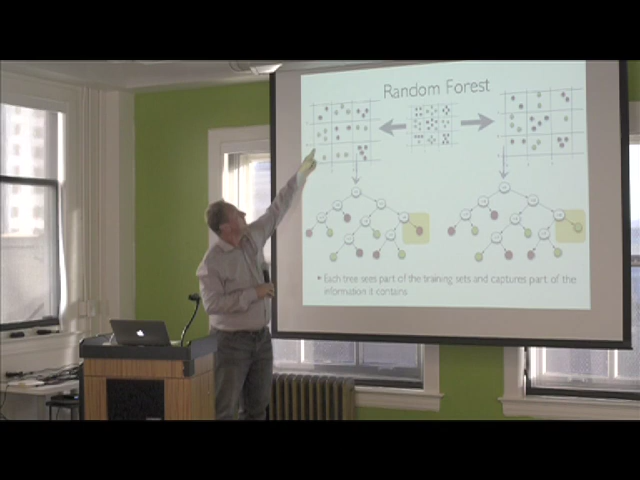 Random Forest
Each tree sees part of the training sets and captures part of the
information it contains